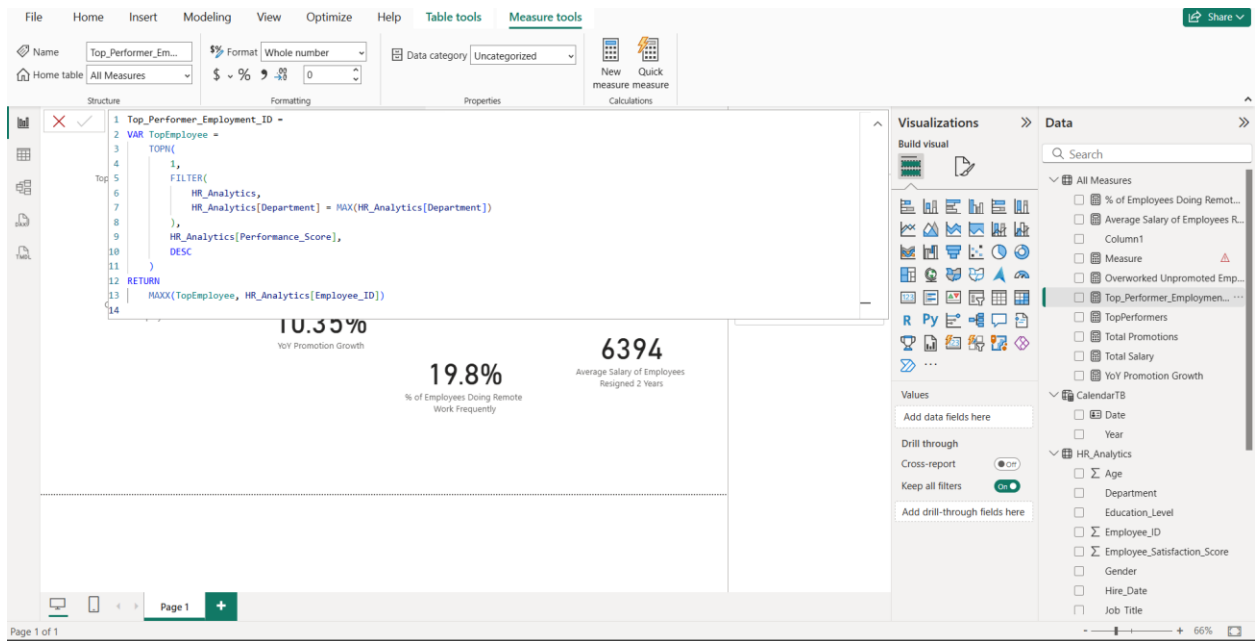 File Home Insert Modeling View Optimize Help Table tools Measure tools Share
Name Top_Performer_Em... Format Whole number Data category Uncategorized
Home table All Measures $ % 0 New Quick
measure measure
Structure Formatting Properties Calculations
1 Top_Performer_Employment_ID =
2 VAR TopEmployee =
3 TOPN(
4 1,
5 FILTER(
6 HR_Analytics,
7 HR_Analytics[Department] = MAX(HR_Analytics[Department])
8 ),
9 HR_Analytics[Performance_Score],
10 DESC
11 )
12 RETURN
13 MAXX(TopEmployee, HR_Analytics[Employee_ID])
14
Top
10.35%
YoY Promotion Growth
19.8%
% of Employees Doing Remote
Work Frequently
6394
Average Salary of Employees
Resigned 2 Years
Visualizations
Build visual
123
R Py
Values
Add data fields here
Drill through
Cross-report Off
Keep all filters On
Add drill-through fields here
Data
Search
All Measures
% of Employees Doing Remot...
Average Salary of Employees R...
Column1
Measure
Overworked Unpromoted Emp...
Top_Performer_Employmen... ...
TopPerformers
Total Promotions
Total Salary
YoY Promotion Growth
CalendarTB
Date
Year
HR_Analytics
Age
Department
Education_Level
Employee_ID
Employee_Satisfaction_Score
Gender
Hire_Date
Job Title
Page 1
Page 1 of 1
- + 66%